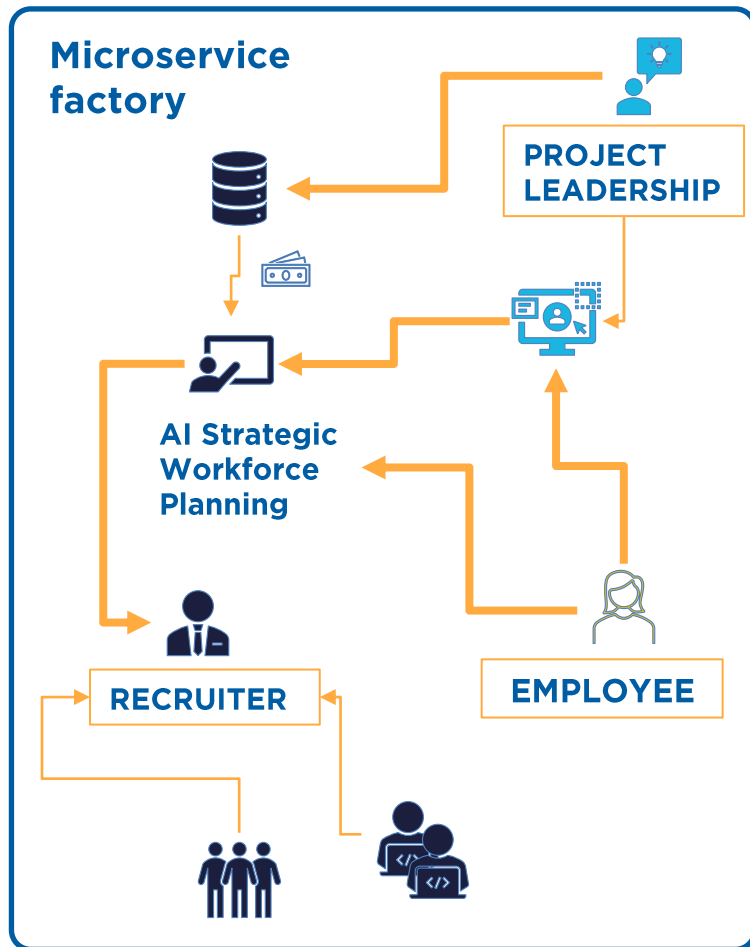 Microservice
factory
PROJECT
LEADERSHIP
AI Strategic
Workforce
Planning
RECRUITER
EMPLOYEE
</>
</>